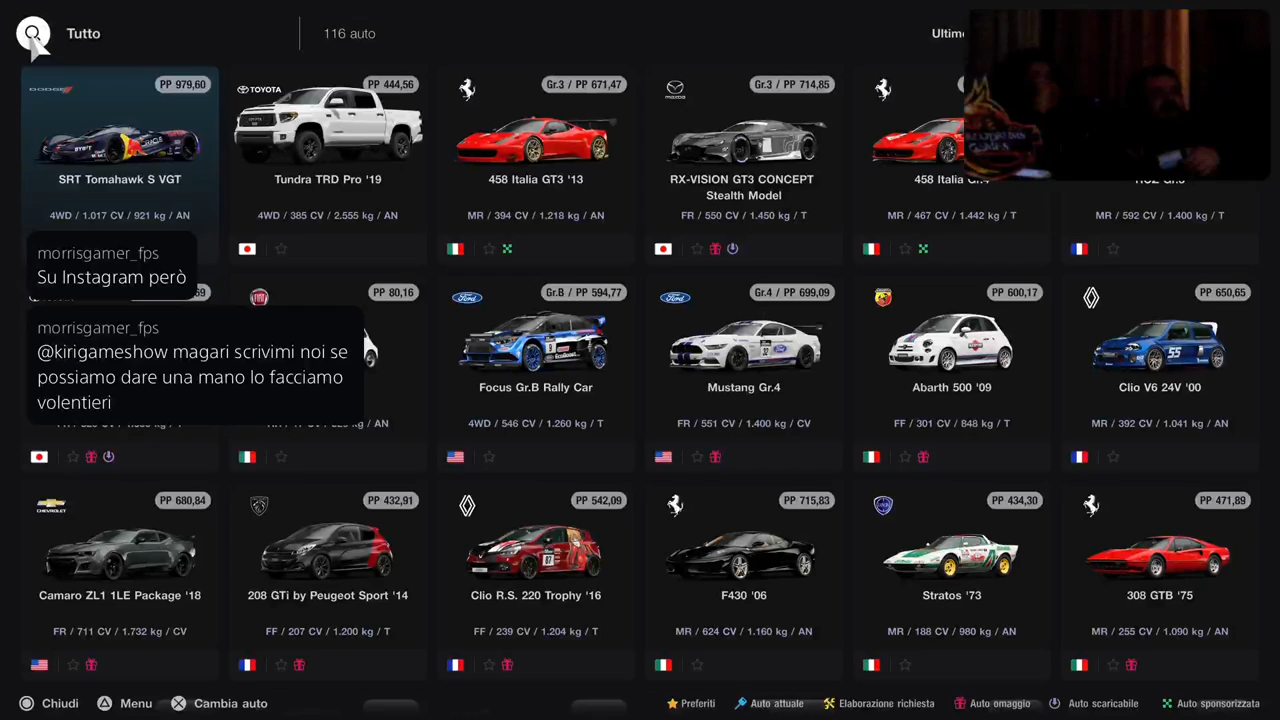 Tutto
116 auto
Ultimo
DODGE
PP 979,60
SRT Tomahawk S VGT
4WD / 1.017 CV / 921 kg / AN
TOYOTA
PP 444,56
Tundra TRD Pro '19
4WD / 385 CV / 2.555 kg / AN
Gr.3 / PP 671,47
458 Italia GT3 '13
MR / 394 CV / 1.218 kg / AN
mazda
Gr.3 / PP 714,85
RX-VISION GT3 CONCEPT
Stealth Model
FR / 550 CV / 1.450 kg / T
458 Italia Gr.4
MR / 467 CV / 1.442 kg / T
MR / 592 CV / 1.400 kg / T
morrisgamer_fps
Su Instagram però
morrisgamer_fps
@kirigameshow magari scrivimi noi se
possiamo dare una mano lo facciamo
volentieri
FIAT
PP 80,16
Ford
Gr.B / PP 594,77
Focus Gr.B Rally Car
4WD / 546 CV / 1.260 kg / T
Ford
Gr.4 / PP 699,09
Mustang Gr.4
FR / 551 CV / 1.400 kg / CV
PP 600,17
Abarth 500 '09
FF / 301 CV / 848 kg / T
PP 650,65
55
Clio V6 24V '00
MR / 392 CV / 1.041 kg / AN
CHEVROLET
PP 680,84
Camaro ZL1 1LE Package '18
FR / 711 CV / 1.732 kg / CV
PP 432,91
208 GTi by Peugeot Sport '14
FF / 207 CV / 1.200 kg / T
PP 542,09
Clio R.S. 220 Trophy '16
FF / 239 CV / 1.204 kg / T
PP 715,83
F430 '06
MR / 624 CV / 1.160 kg / AN
PP 434,30
Stratos '73
MR / 188 CV / 980 kg / AN
PP 471,89
308 GTB '75
MR / 255 CV / 1.090 kg / AN
Chiudi
Menu
Cambia auto
Preferiti
Auto attuale
Elaborazione richiesta
Auto omaggio
Auto scaricabile
Auto sponsorizzata